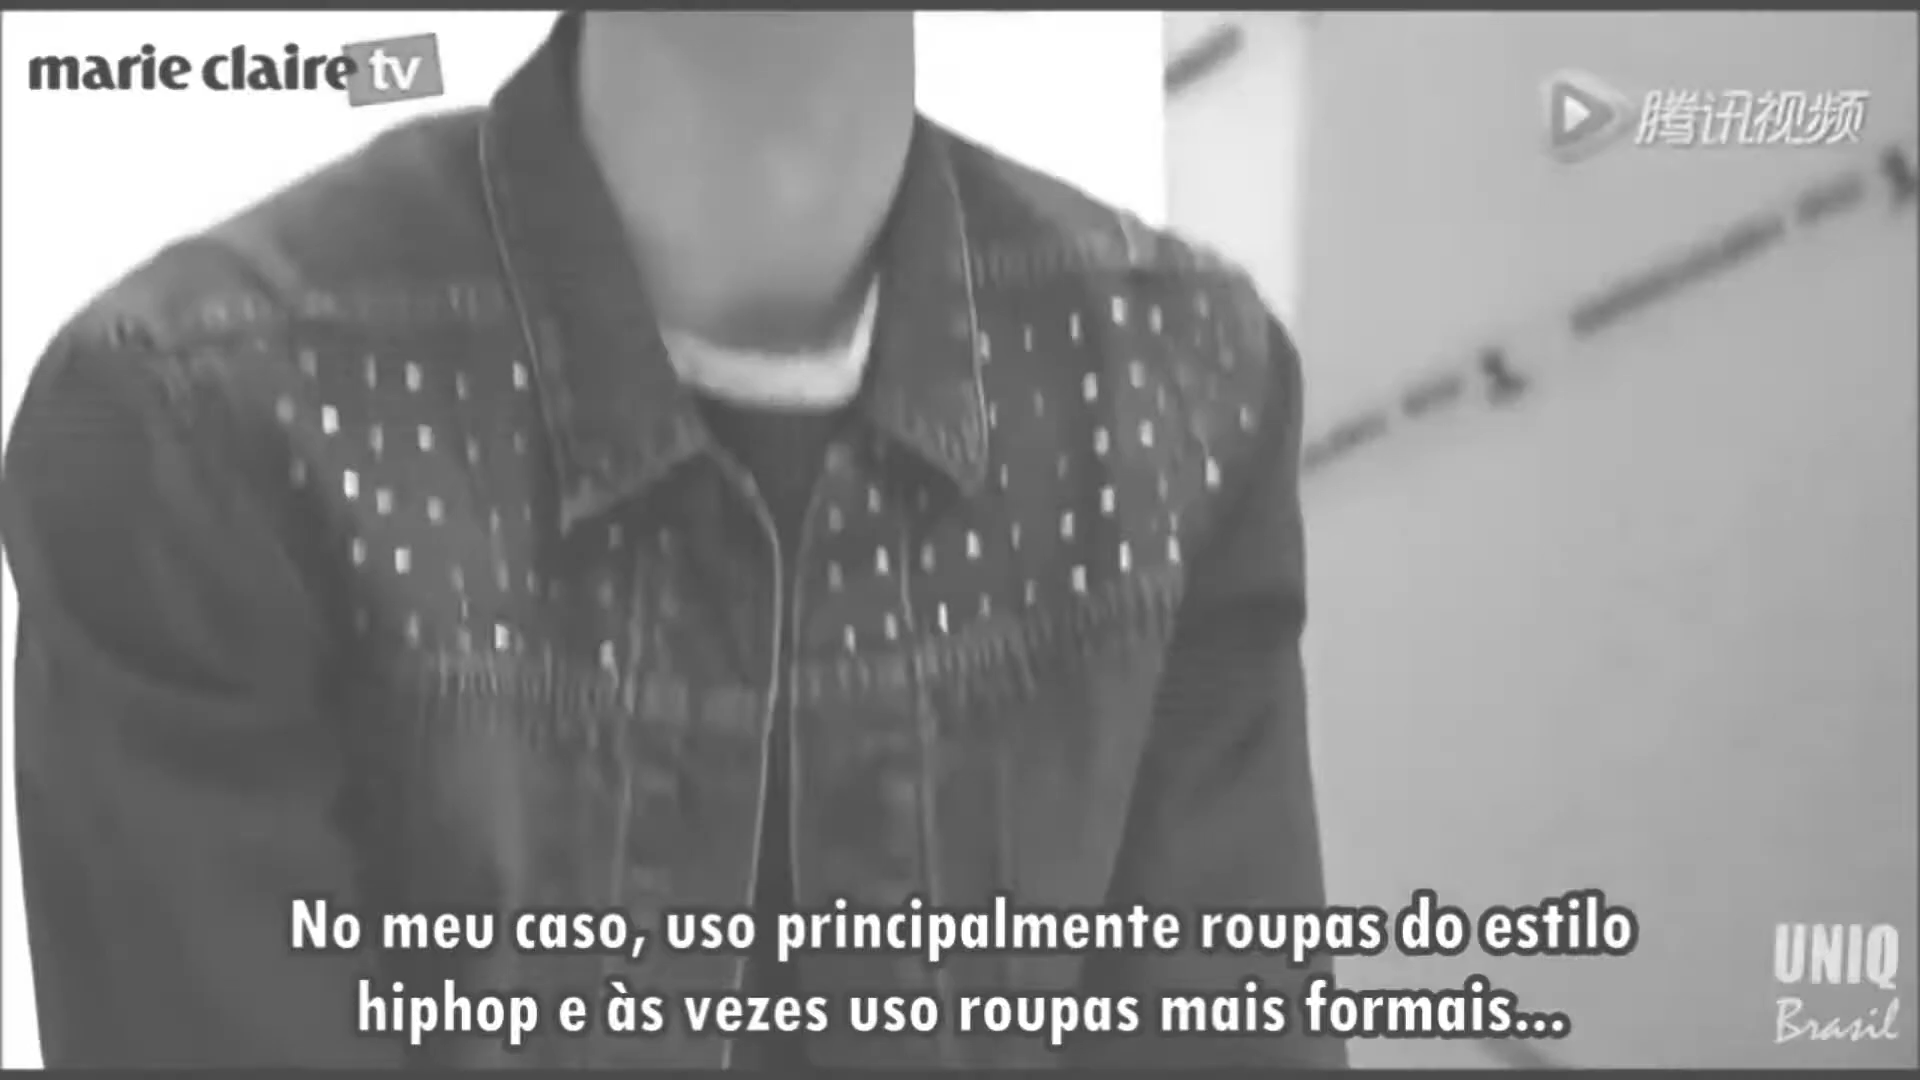 marie claire tv
腾讯视频
No meu caso, uso principalmente roupas do estilo
hiphop e às vezes uso roupas mais formais...
UNIQ
Brasil